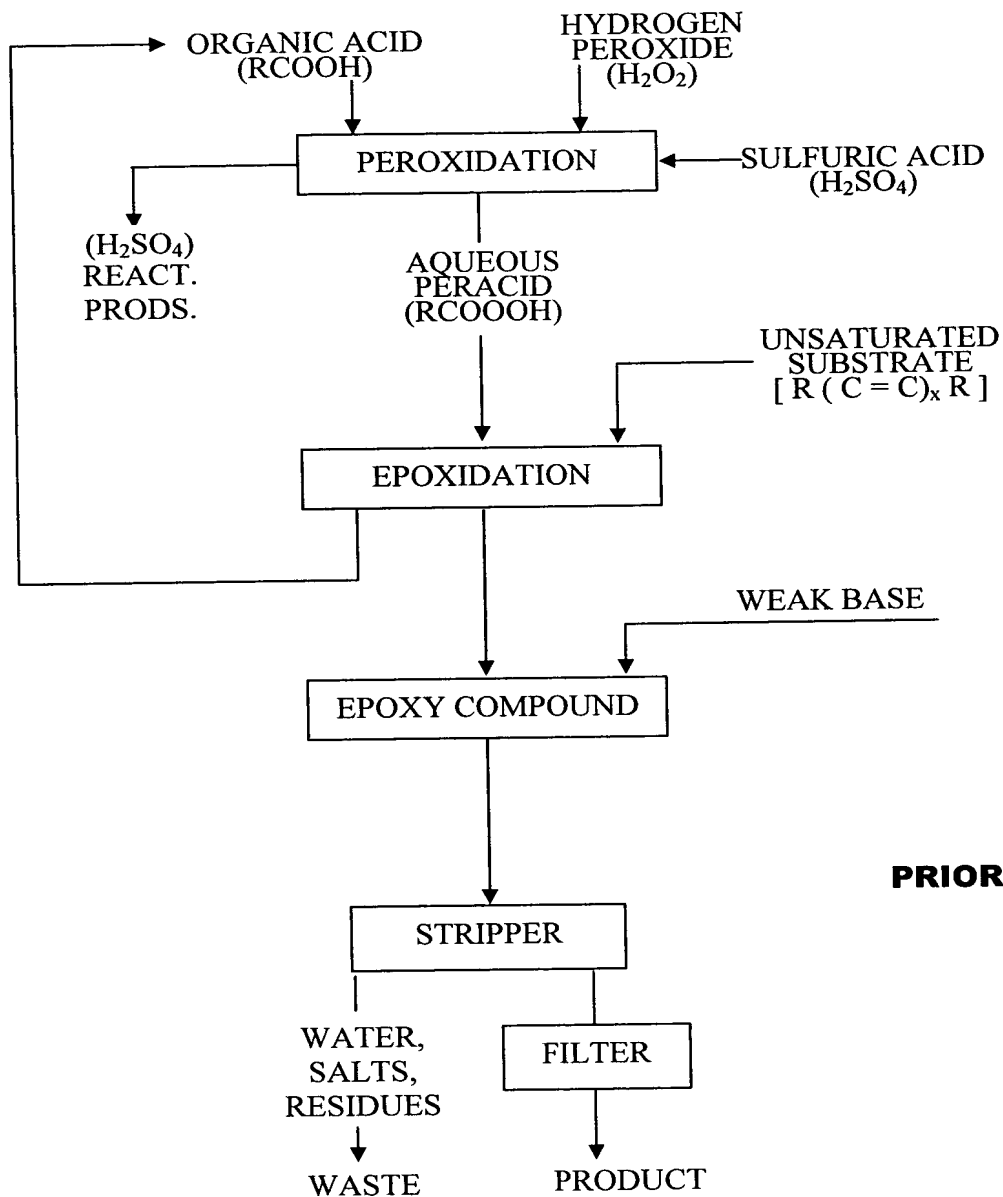 ORGANIC ACID
(RCOOH)
HYDROGEN
PEROXIDE
(H₂O₂)
PEROXIDATION
SULFURIC ACID
(H₂SO₄)
(H₂SO₄)
REACT.
PRODS.
AQUEOUS
PERACID
(RCOOOH)
UNSATURATED
SUBSTRATE
[ R ( C = C)ₓ R ]
EPOXIDATION
WEAK BASE
EPOXY COMPOUND
PRIOR
STRIPPER
WATER,
SALTS,
RESIDUES
FILTER
WASTE
PRODUCT